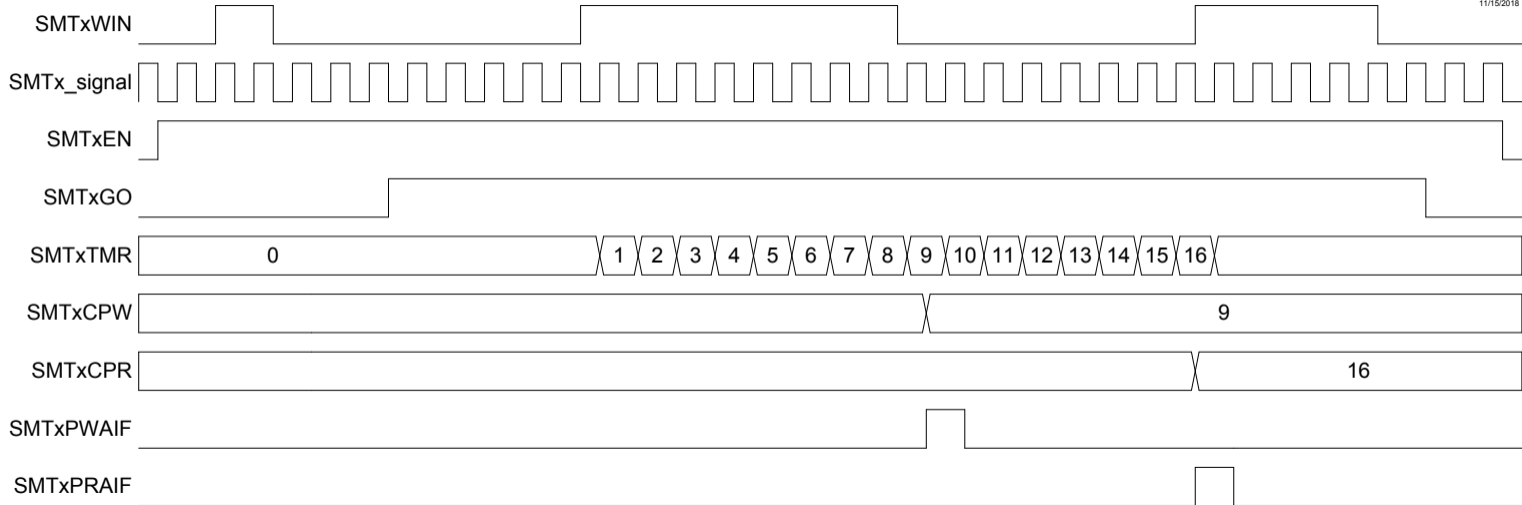 11/15/2018
SMTxWIN
SMTx_signal
SMTxEN
SMTxGO
SMTxTMR 0 1 2 3 4 5 6 7 8 9 10 11 12 13 14 15 16
SMTxCPW 9
SMTxCPR 16
SMTxPWAIF
SMTxPRAIF